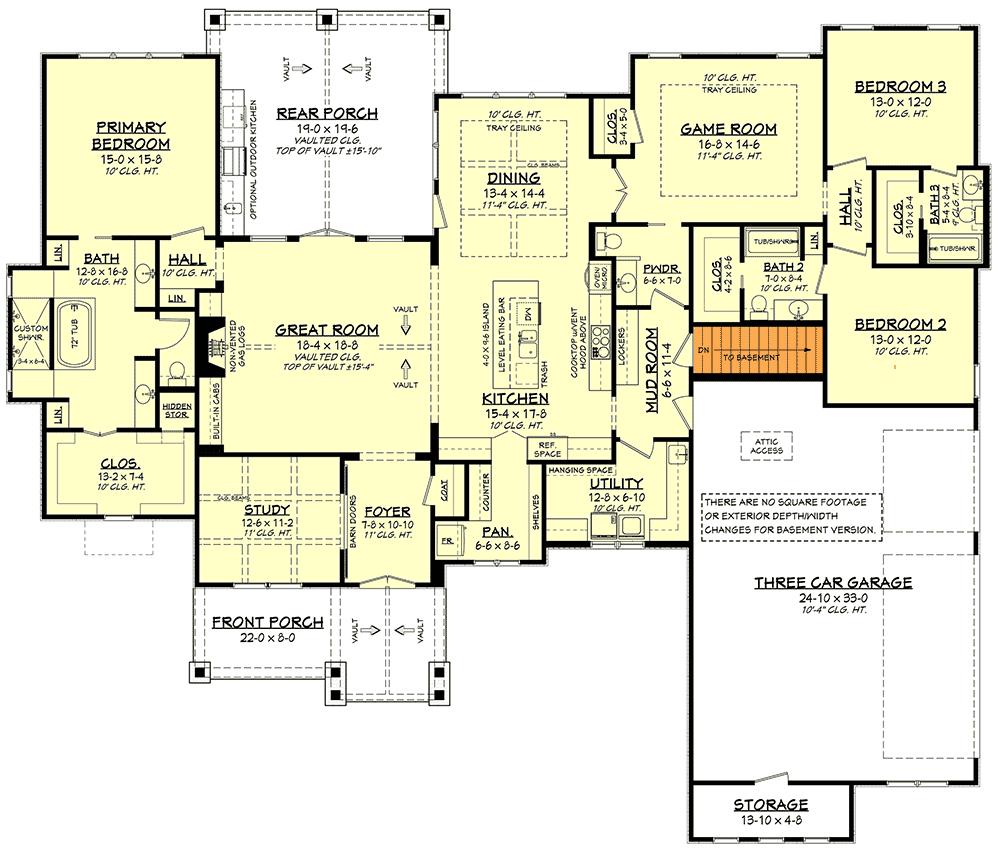 VAULT
VAULT
REAR PORCH
19-0 x 19-6
VAULTED CLG.
TOP OF VAULT ±15'-10"
OPTIONAL OUTDOOR KITCHEN
PRIMARY
BEDROOM
15-0 x 15-8
10' CLG. HT.
10' CLG. HT.
TRAY CEILING
CLG. BEAMS
DINING
13-4 x 14-4
11'-4" CLG. HT.
CLOS.
3-4 x 5-0
10' CLG. HT.
TRAY CEILING
GAME ROOM
16-8 x 14-6
11'-4" CLG. HT.
BEDROOM 3
13-0 x 12-0
10' CLG. HT.
HALL
10' CLG. HT.
CLOS.
3-10 x 8-4
BATH 3
5-4 x 8-4
9' CLG. HT.
TUB/SHWR.
LIN.
BATH
12-8 x 16-8
10' CLG. HT.
HALL
10' CLG. HT.
LIN.
CUSTOM
SHWR.
3-4 x 6-4
72" TUB
HIDDEN
STOR.
LIN.
CLOS.
13-2 x 7-4
10' CLG. HT.
NON-VENTED
GAS LOGS
BUILT-IN CABS
GREAT ROOM
18-4 x 18-8
VAULTED CLG.
TOP OF VAULT ±15'-4"
VAULT
VAULT
4-0 x 9-6 ISLAND
LEVEL EATING BAR
DW
TRASH
COOKTOP w/VENT
HOOD ABOVE
OVEN/
MICRO
KITCHEN
15-4 x 17-8
10' CLG. HT.
REF.
SPACE
PWDR.
6-6 x 7-0
LOCKERS
MUD ROOM
6-6 x 11-4
CLOS.
4-2 x 8-6
TUB/SHWR.
BATH 2
7-0 x 8-4
10' CLG. HT.
LIN.
DN
TO BASEMENT
BEDROOM 2
13-0 x 12-0
10' CLG. HT.
CLG. BEAMS
STUDY
12-6 x 11-2
11' CLG. HT.
BARN DOORS
FOYER
7-8 x 10-10
11' CLG. HT.
COAT
COUNTER
SHELVES
FR.
PAN.
6-6 x 8-6
HANGING SPACE
UTILITY
12-8 x 6-10
10' CLG. HT.
ATTIC
ACCESS
THERE ARE NO SQUARE FOOTAGE
OR EXTERIOR DEPTH/WIDTH
CHANGES FOR BASEMENT VERSION.
THREE CAR GARAGE
24-10 x 33-0
10'-4" CLG. HT.
FRONT PORCH
22-0 x 8-0
VAULT
VAULT
STORAGE
13-10 x 4-8